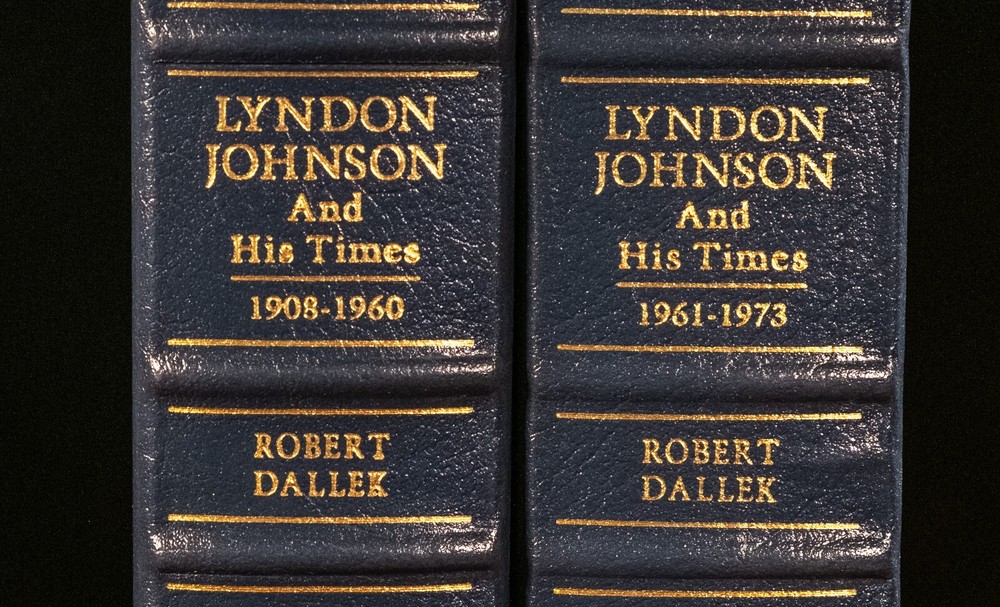 LYNDON
JOHNSON
And
His Times
1908-1960
ROBERT
DALLEK
LYNDON
JOHNSON
And
His Times
1961-1973
ROBERT
DALLEK